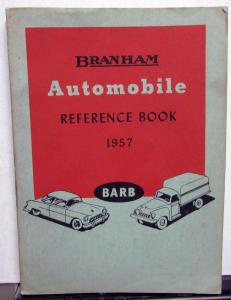 BRANHAM
Automobile
REFERENCE BOOK
1957
BARB